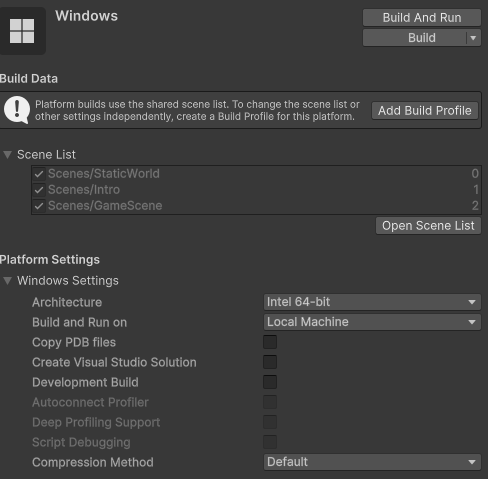 Windows
Build And Run
Build
Build Data
Platform builds use the shared scene list. To change the scene list or
other settings independently, create a Build Profile for this platform.
Add Build Profile
Scene List
Scenes/StaticWorld 0
Scenes/Intro 1
Scenes/GameScene 2
Open Scene List
Platform Settings
Windows Settings
Architecture Intel 64-bit
Build and Run on Local Machine
Copy PDB files
Create Visual Studio Solution
Development Build
Autoconnect Profiler
Deep Profiling Support
Script Debugging
Compression Method Default